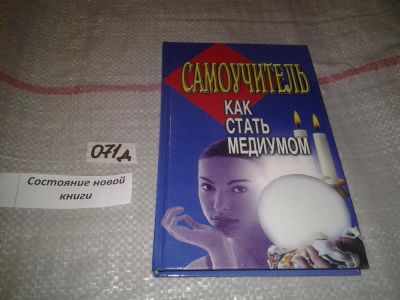 САМОУЧИТЕЛЬ
КАК
СТАТЬ
МЕДИУМОМ
071д
Состояние новой
книги